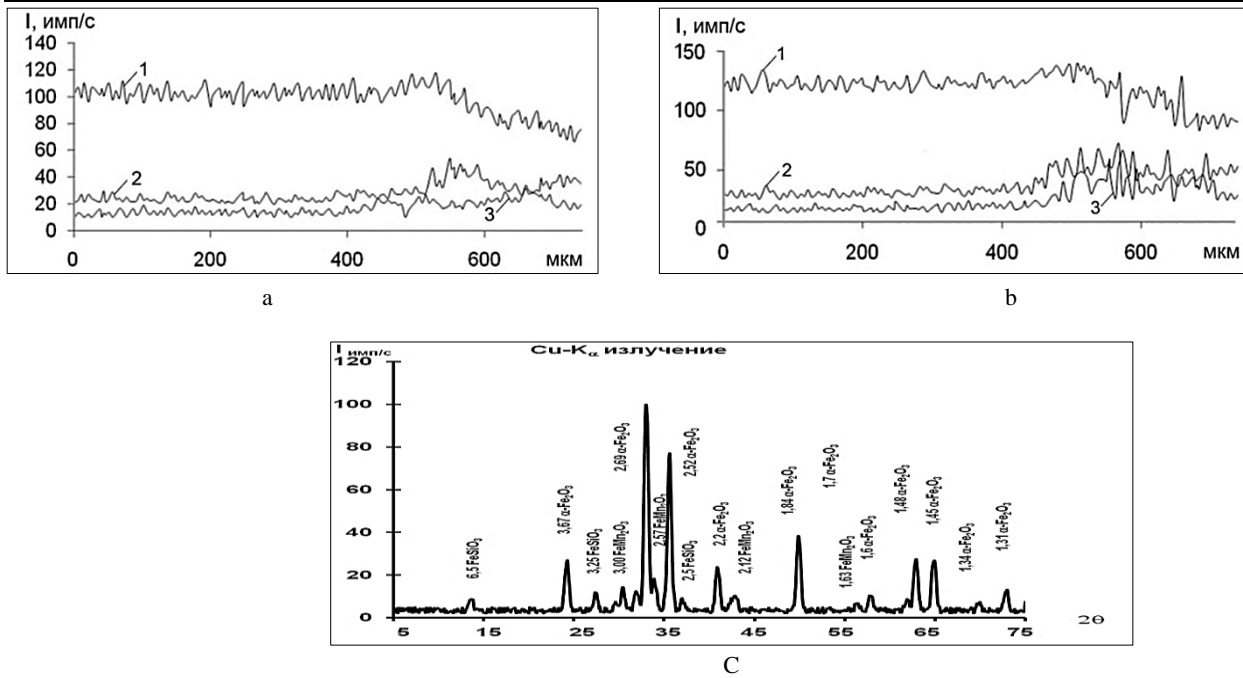 I, имп/с
140
120
100
80
60
40
20
0
1
2
3
0 200 400 600 мкм
a
I, имп/с
150
100
50
0
1
2
3
0 200 400 600 мкм
b
I имп/с
Cu-Kα излучение
120
100
80
60
40
20
0
6,5 FeSiO₃
3,67 α-Fe₂O₃
3,25 FeSiO₃
3,00 FeMn₂O₃
2,69 α-Fe₂O₃
2,57 FeMn₂O₃
2,52 α-Fe₂O₃
2,5 FeSiO₃
2,2 α-Fe₂O₃
2,12 FeMn₂O₃
1,84 α-Fe₂O₃
1,7 α-Fe₂O₃
1,63 FeMn₂O₃
1,6 α-Fe₂O₃
1,48 α-Fe₂O₃
1,45 α-Fe₂O₃
1,34 α-Fe₂O₃
1,31 α-Fe₂O₃
5 15 25 35 45 55 65 75 2Θ
C